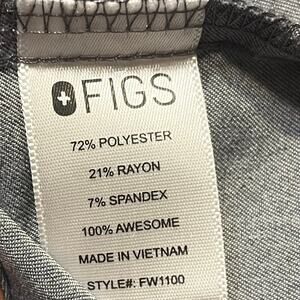 FIGS
72% POLYESTER
21% RAYON
7% SPANDEX
100% AWESOME
MADE IN VIETNAM
STYLE#: FW1100